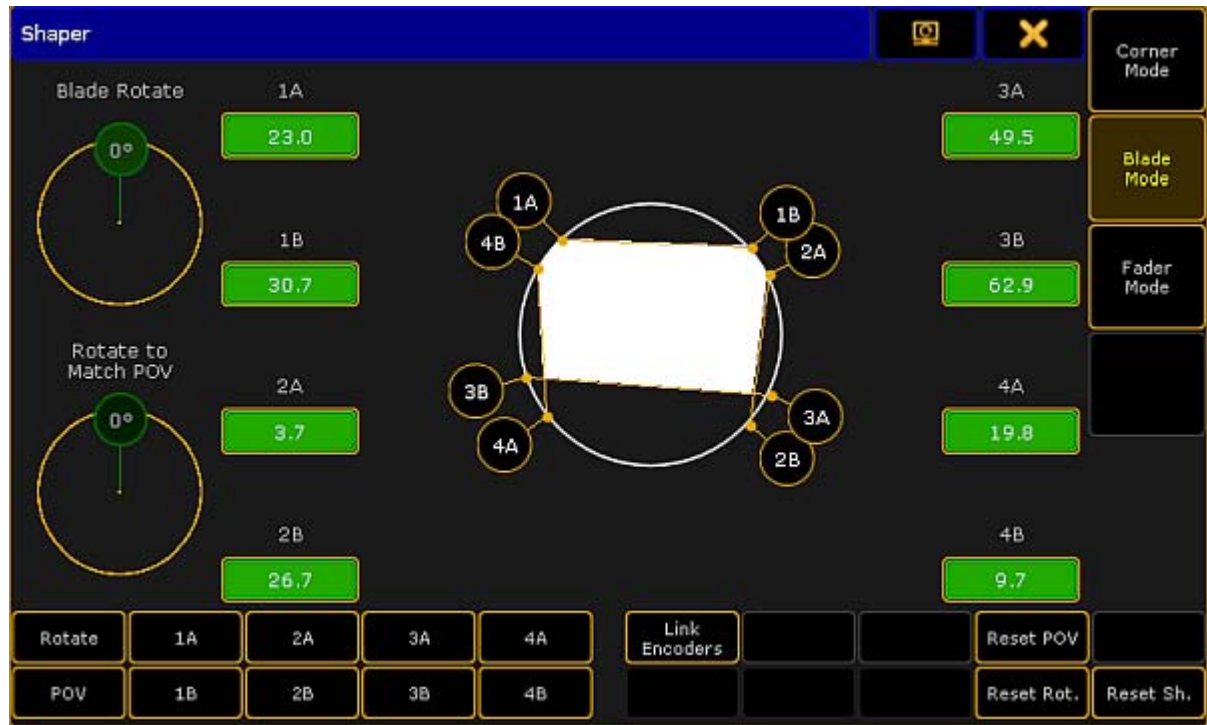 Shaper
Corner
Mode
Blade Rotate
1A
3A
0°
23.0
49.5
Blade
Mode
1A
1B
4B
2A
1B
3B
30.7
62.9
Fader
Mode
Rotate to
Match POV
2A
4A
0°
3.7
19.8
3B
3A
4A
2B
2B
4B
26.7
9.7
Rotate
1A
2A
3A
4A
Link
Encoders
Reset POV
POV
1B
2B
3B
4B
Reset Rot.
Reset Sh.